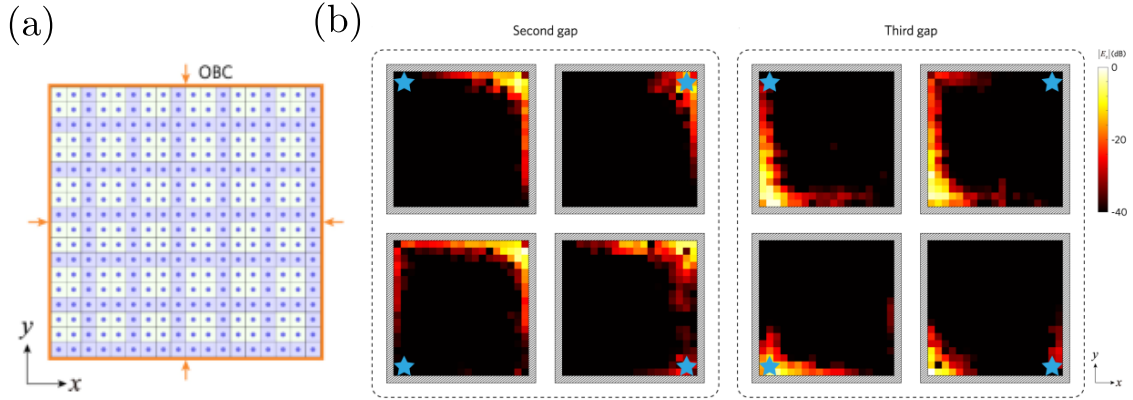 (a)
OBC
y
x
(b)
Second gap
Third gap
|E_z|(dB)
0
-20
-40
y
x